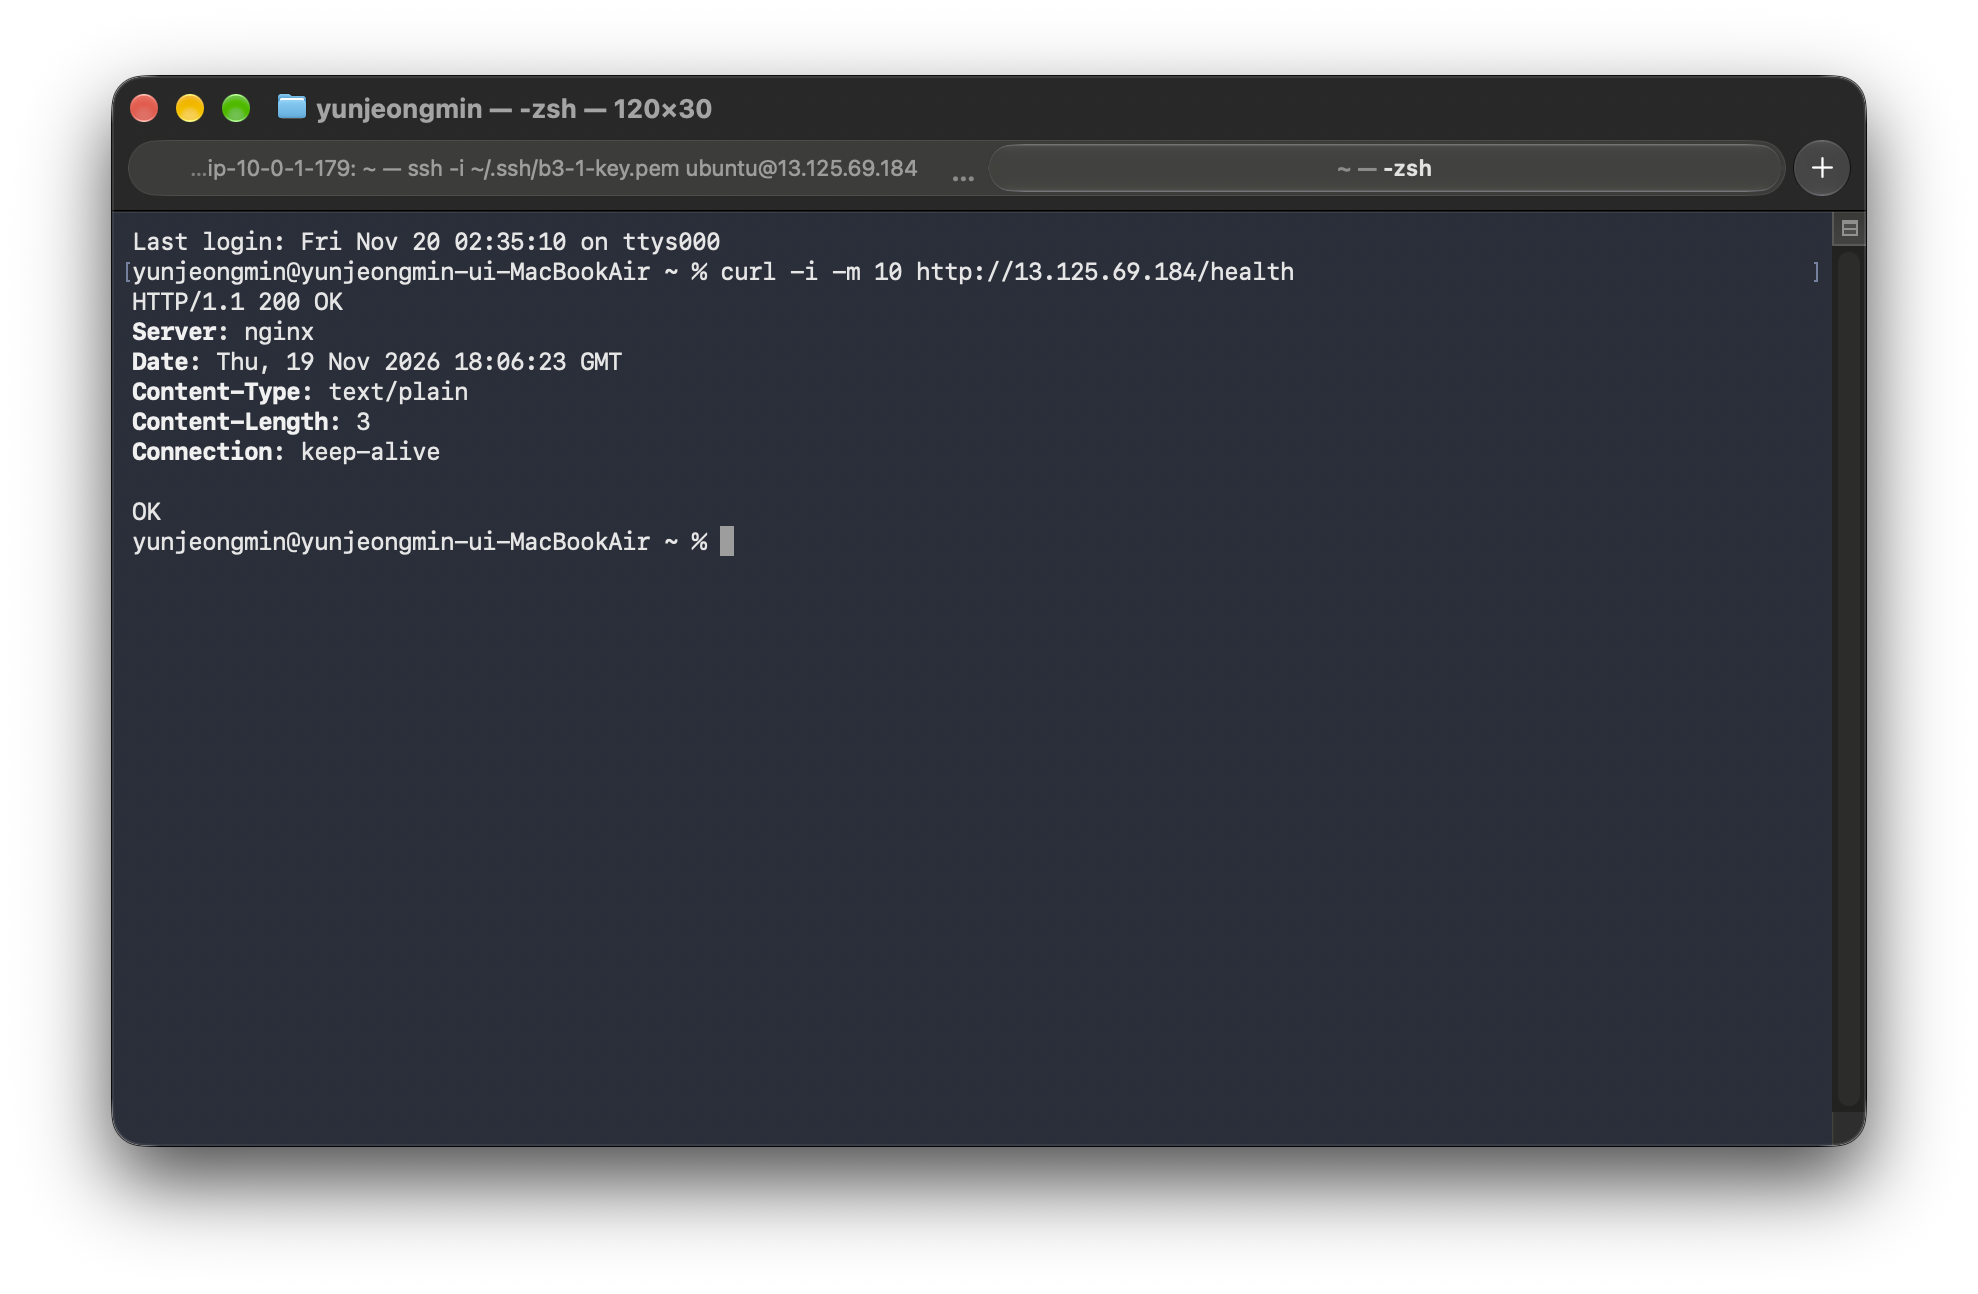 yunjeongmin — -zsh — 120×30
...ip-10-0-1-179: ~ — ssh -i ~/.ssh/b3-1-key.pem ubuntu@13.125.69.184 ...
~ — -zsh
+
Last login: Fri Nov 20 02:35:10 on ttys000
[yunjeongmin@yunjeongmin-ui-MacBookAir ~ % curl -i -m 10 http://13.125.69.184/health ]
HTTP/1.1 200 OK
Server: nginx
Date: Thu, 19 Nov 2026 18:06:23 GMT
Content-Type: text/plain
Content-Length: 3
Connection: keep-alive
OK
yunjeongmin@yunjeongmin-ui-MacBookAir ~ %